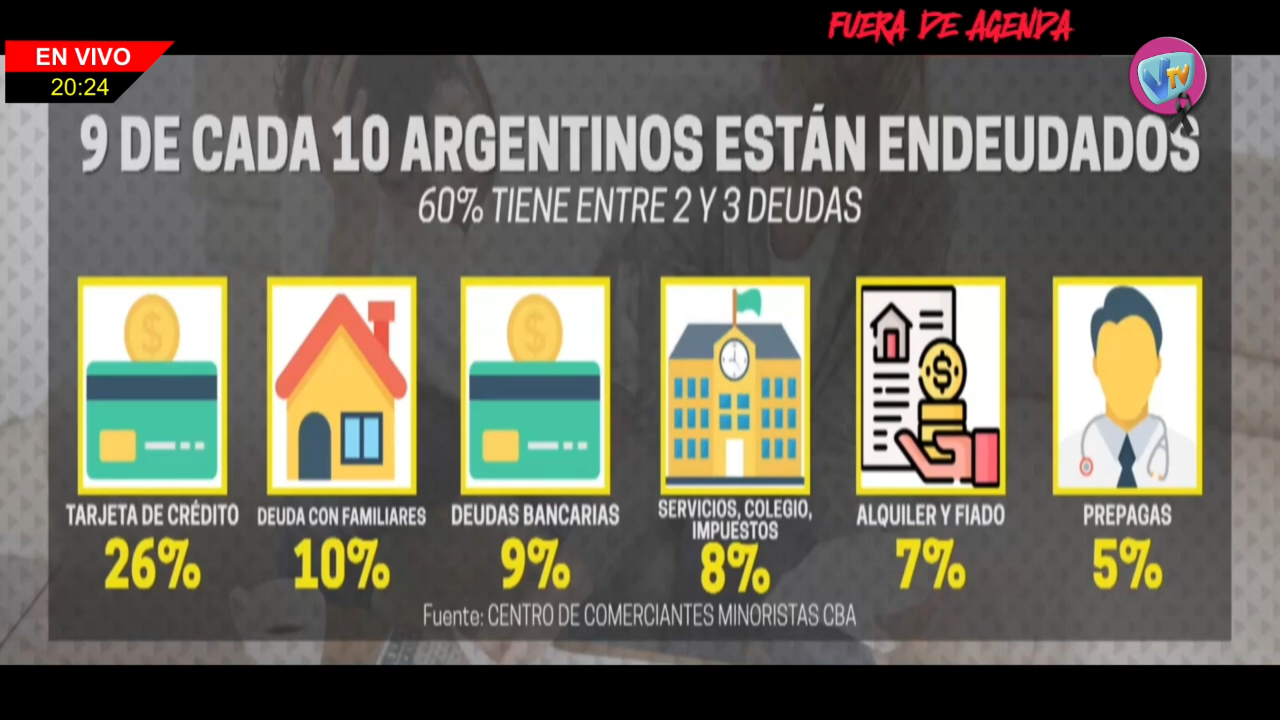 FUERA DE AGENDA
EN VIVO
20:24
VTV
9 DE CADA 10 ARGENTINOS ESTÁN ENDEUDADOS
60% TIENE ENTRE 2 Y 3 DEUDAS
TARJETA DE CRÉDITO
26%
DEUDA CON FAMILIARES
10%
DEUDAS BANCARIAS
9%
SERVICIOS, COLEGIO,
IMPUESTOS
8%
ALQUILER Y FIADO
7%
PREPAGAS
5%
Fuente: CENTRO DE COMERCIANTES MINORISTAS CBA